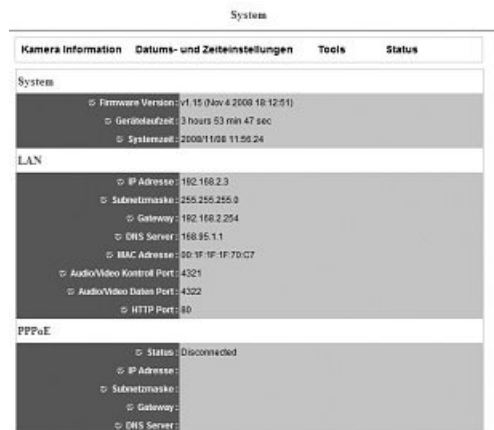 System
Kamera Information Datums- und Zeiteinstellungen Tools Status
System
Firmware Version: v1.15 (Nov 4 2008 18:12:51)
Gerätelaufzeit: 3 hours 53 min 47 sec
Systemzeit: 2008/11/08 11:56:24
LAN
IP Adresse: 192.168.2.3
Subnetzmaske: 255.255.255.0
Gateway: 192.168.2.254
DNS Server: 168.95.1.1
MAC Adresse: 00:1F:1F:1F:70:C7
Audio/Video Kontroll Port: 4321
Audio/Video Daten Port: 4322
HTTP Port: 80
PPPoE
Status: Disconnected
IP Adresse:
Subnetzmaske:
Gateway:
DNS Server: